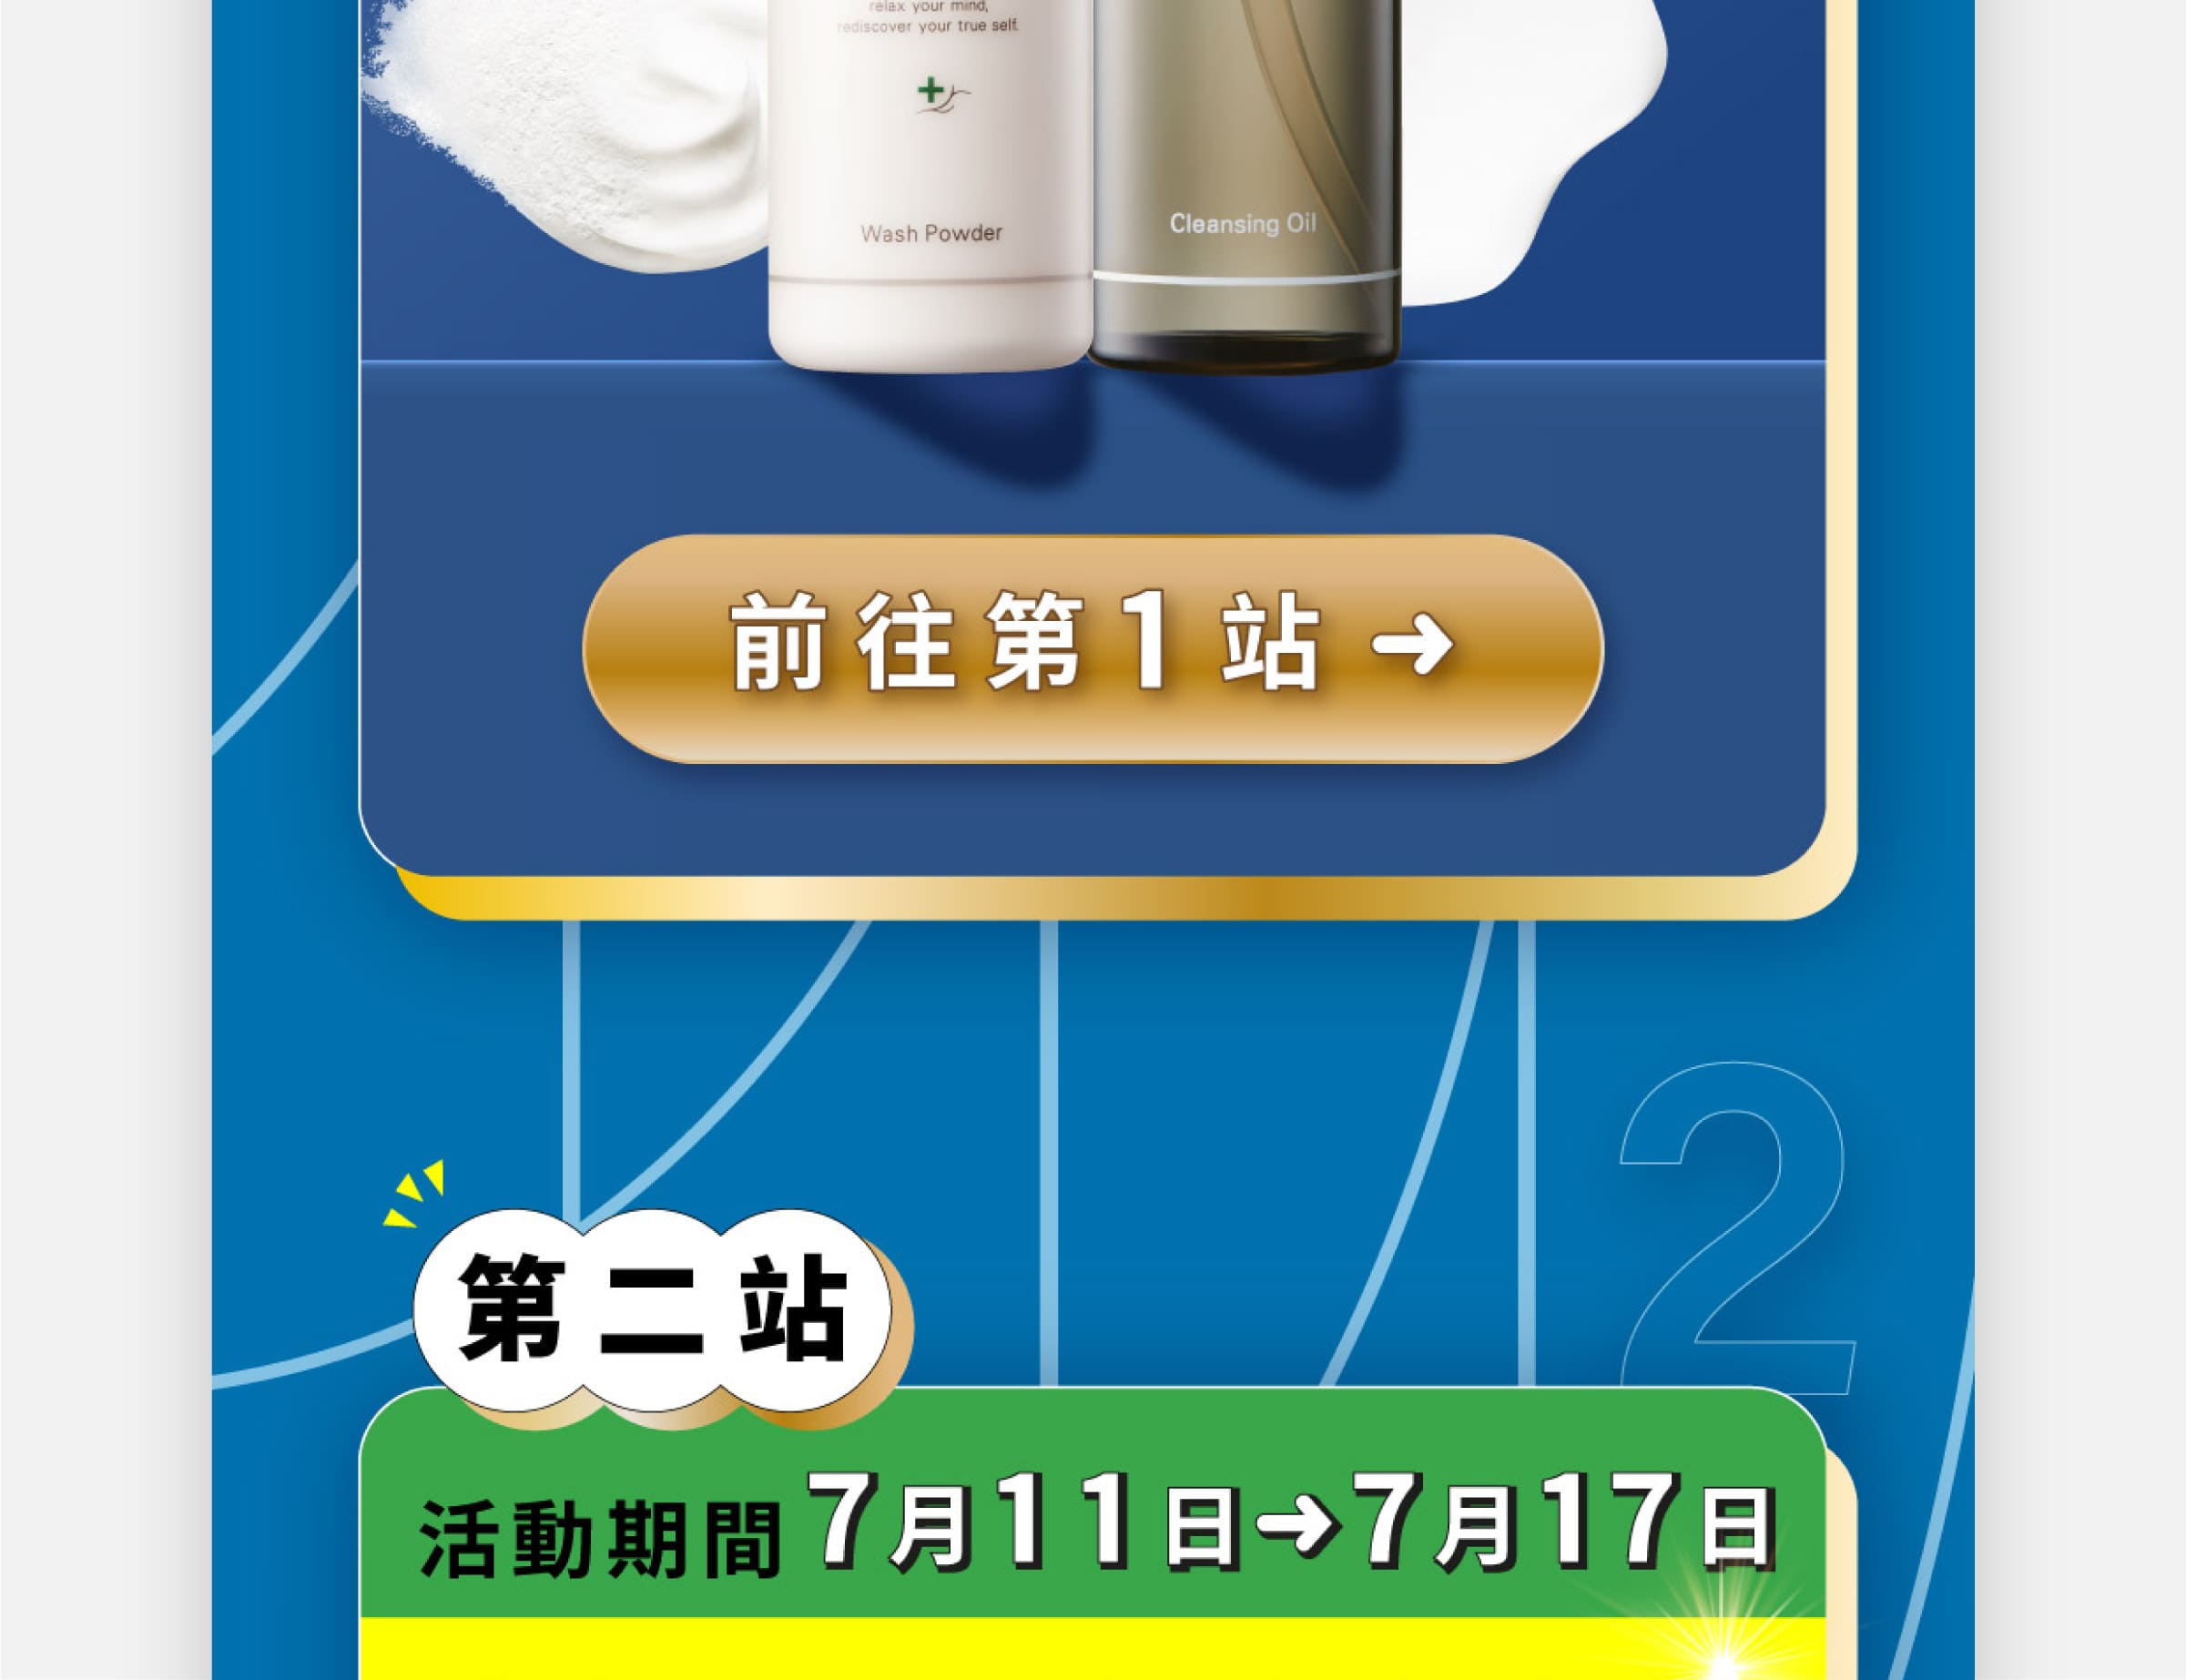 relax your mind,
rediscover your true self.
Wash Powder
Cleansing Oil
前往第1站 →
2
第二站
活動期間 7月11日→7月17日